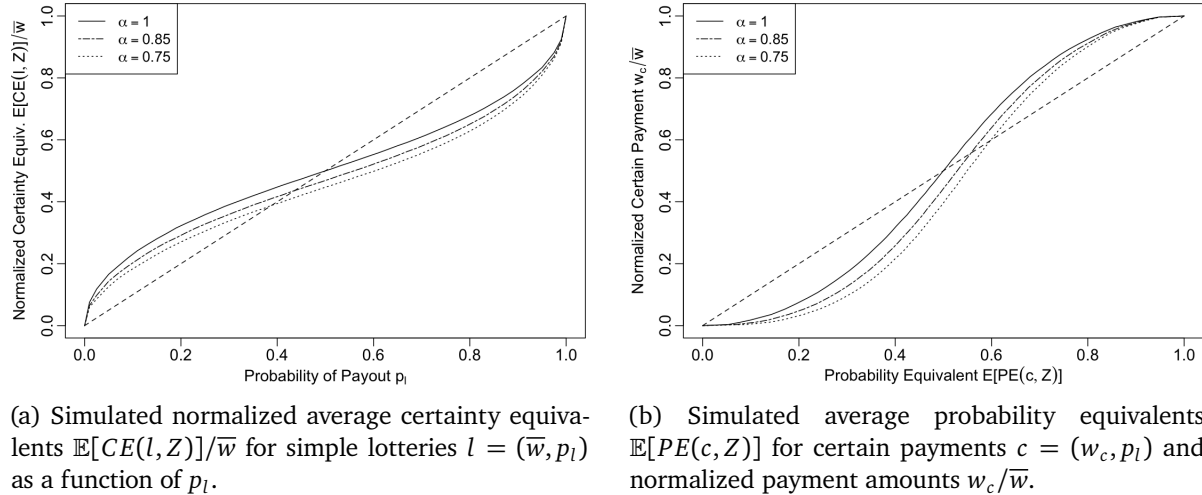 Normalized Certainty Equiv. E[CE(l, Z)]/w̅
1.0
0.8
0.6
0.4
0.2
0.0
α = 1
α = 0.85
α = 0.75
0.0 0.2 0.4 0.6 0.8 1.0
Probability of Payout pₗ
Normalized Certain Payment w_c/w̅
1.0
0.8
0.6
0.4
0.2
0.0
α = 1
α = 0.85
α = 0.75
0.0 0.2 0.4 0.6 0.8 1.0
Probability Equivalent E[PE(c, Z)]
(a) Simulated normalized average certainty equiva-
lents 𝔼[CE(l, Z)]/w̅ for simple lotteries l = (w̅, pₗ)
as a function of pₗ.
(b) Simulated average probability equivalents
𝔼[PE(c, Z)] for certain payments c = (w_c, pₗ) and
normalized payment amounts w_c/w̅.